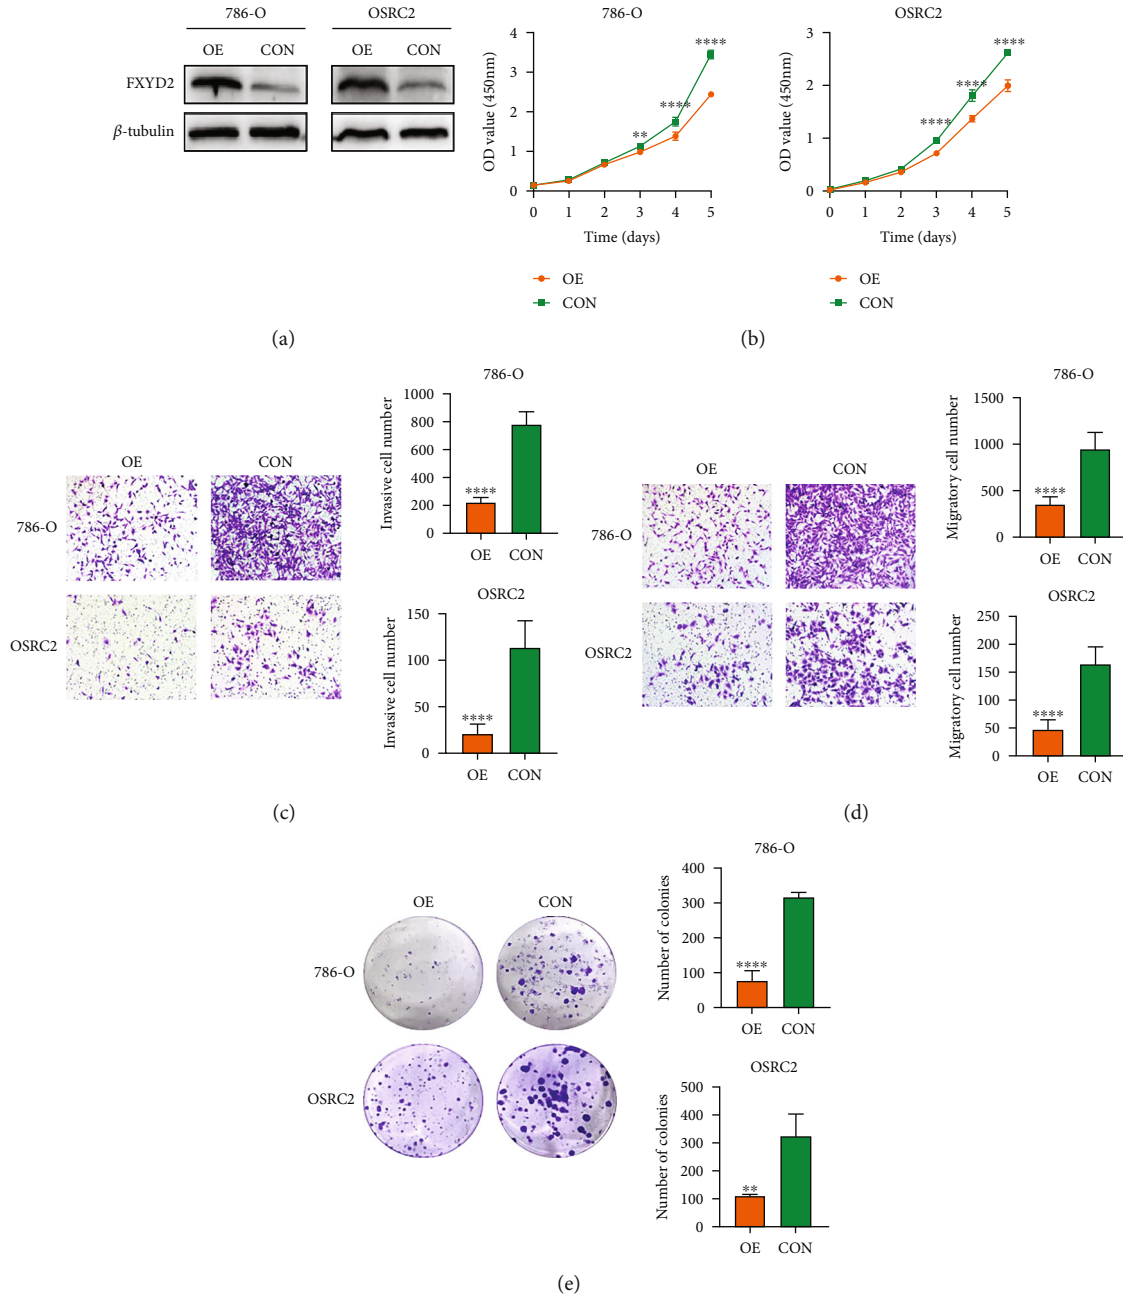 786-O
OSRC2
OE
CON
OE
CON
FXYD2
β-tubulin
(a)
786-O
OD value (450nm)
4
3
2
1
0
**
****
****
0 1 2 3 4 5
Time (days)
OE
CON
OSRC2
OD value (450nm)
3
2
1
0
****
****
****
0 1 2 3 4 5
Time (days)
OE
CON
(b)
OE
CON
786-O
OSRC2
786-O
Invasive cell number
1000
800
600
400
200
0
****
OE
CON
OSRC2
Invasive cell number
150
100
50
0
****
OE
CON
(c)
OE
CON
786-O
OSRC2
786-O
Migratory cell number
1500
1000
500
0
****
OE
CON
OSRC2
Migratory cell number
250
200
150
100
50
0
****
OE
CON
(d)
OE
CON
786-O
OSRC2
786-O
Number of colonies
400
300
200
100
0
****
OE
CON
OSRC2
Number of colonies
500
400
300
200
100
0
**
OE
CON
(e)